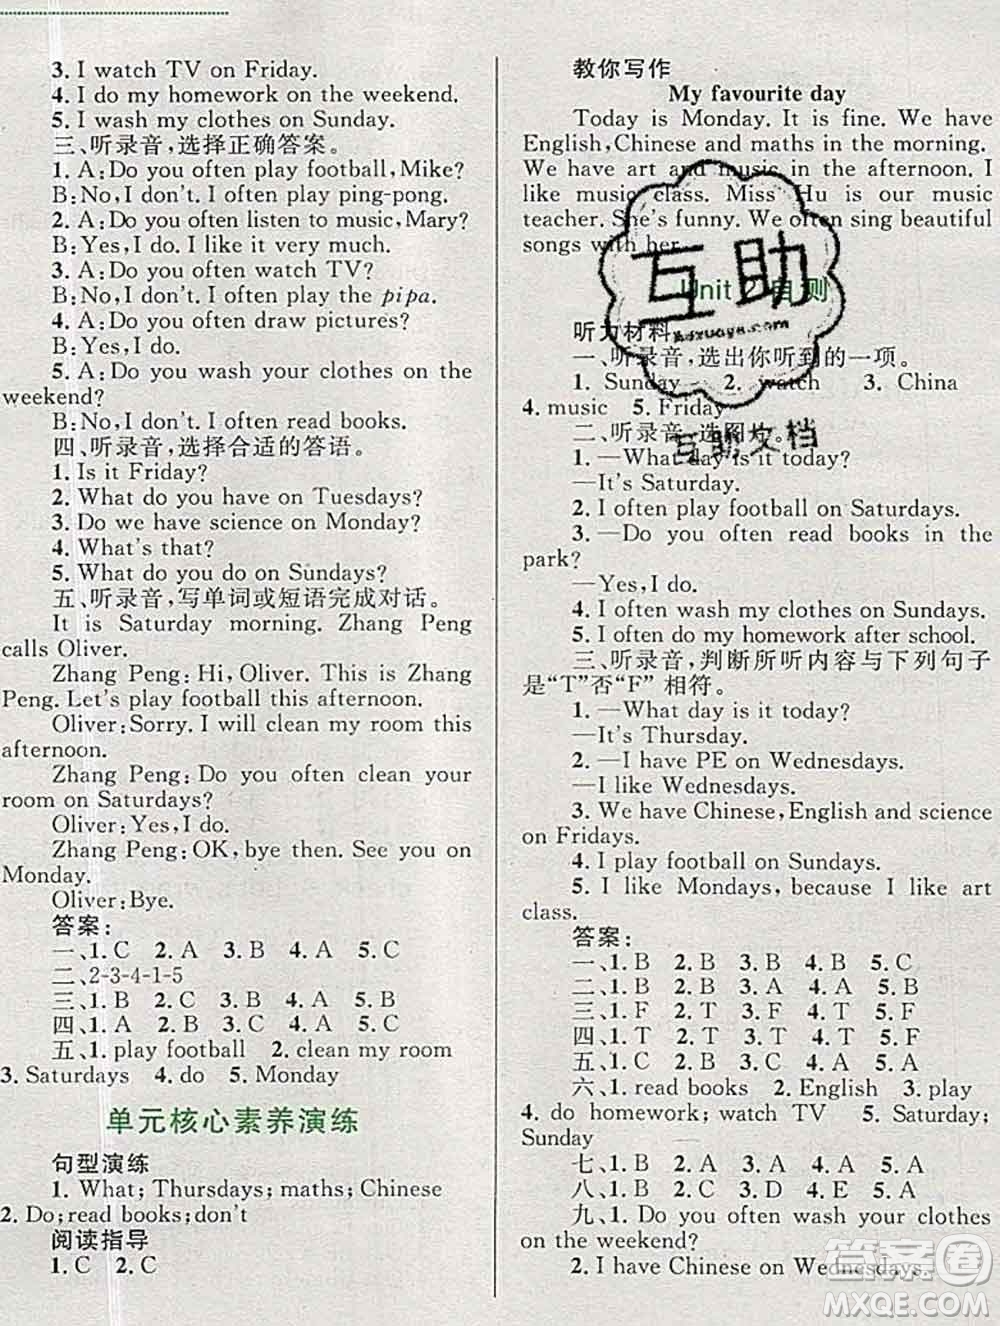 3. I watch TV on Friday.
4. I do my homework on the weekend.
5. I wash my clothes on Sunday.
三、听录音,选择正确答案。
1. A:Do you often play football, Mike?
B:No,I don't. I often play ping-pong.
2. A:Do you often listen to music,Mary?
B:Yes,I do. I like it very much.
3. A:Do you often watch TV?
B:No,I don't. I often play the pipa.
4. A:Do you often draw pictures?
B:Yes,I do.
5. A:Do you wash your clothes on the
weekend?
B:No,I don't. I often read books.
四、听录音,选择合适的答语。
1. Is it Friday?
2. What do you have on Tuesdays?
3. Do we have science on Monday?
4. What's that?
5. What do you do on Sundays?
五、听录音,写单词或短语完成对话。
It is Saturday morning. Zhang Peng
calls Oliver.
Zhang Peng:Hi,Oliver. This is Zhang
Peng. Let's play football this afternoon.
Oliver:Sorry. I will clean my room this
afternoon.
Zhang Peng:Do you often clean your
room on Saturdays?
Oliver:Yes,I do.
Zhang Peng:OK,bye then. See you on
Monday.
Oliver:Bye.
答案:
一、1. C 2. A 3. B 4. A 5. C
二、2-3-4-1-5
三、1. B 2. C 3. B 4. A 5. C
四、1. A 2. B 3. B 4. C 5. C
五、1. play football 2. clean my room
3. Saturdays 4. do 5. Monday
单元核心素养演练
句型演练
1. What; Thursdays; maths; Chinese
2. Do;read books;don't
阅读指导
1. C 2. C
教你写作
My favourite day
Today is Monday. It is fine. We have
English,Chinese and maths in the morning.
We have art and music in the afternoon. I
like music class. Miss Hu is our music
teacher. She's funny. We often sing beautiful
songs with her.
Unit 2 自测
听力材料
一、听录音,选出你听到的一项。
1. Sunday 2. watch 3. China
4. music 5. Friday
二、听录音,选图片。
1. —What day is it today?
—It's Saturday.
2. I often play football on Saturdays.
3. —Do you often read books in the
park?
—Yes,I do.
4. I often wash my clothes on Sundays.
5. I often do my homework after school.
三、听录音,判断所听内容与下列句子
是“T”否“F” 相符。
1. —What day is it today?
—It's Thursday.
2. —I have PE on Wednesdays.
—I like Wednesdays.
3. We have Chinese,English and science
on Fridays.
4. I play football on Sundays.
5. I like Mondays, because I like art
class.
答案:
一、1. B 2. B 3. B 4. B 5. C
二、1. B 2. A 3. B 4. A 5. A
三、1. F 2. T 3. F 4. F 5. T
四、1. T 2. T 3. F 4. T 5. T
五、1. C 2. A 3. C 4. A 5. C
六、1. read books 2. English 3. play
4. do homework; watch TV 5. Saturday;
Sunday
七、1. B 2. A 3. A 4. A 5. A
八、1. B 2. C 3. D 4. E 5. A
九、1. Do you often wash your clothes
on the weekend?
2. I have Chinese on Wednesdays.
互助
hdzuoye.com
互助文档
答案圈
MXQE.COM